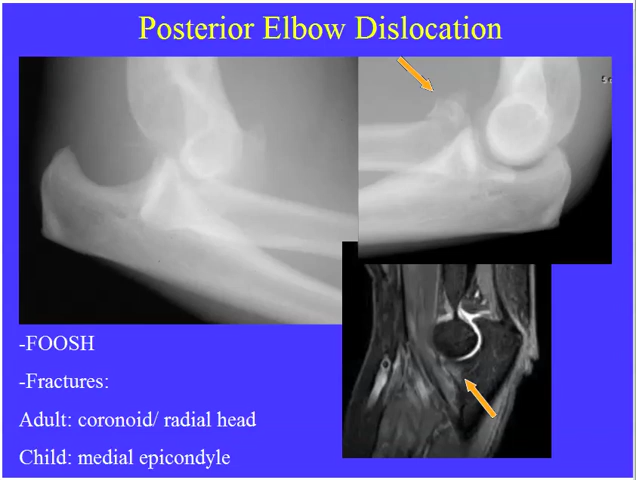 Posterior Elbow Dislocation
-FOOSH
-Fractures:
Adult: coronoid/ radial head
Child: medial epicondyle